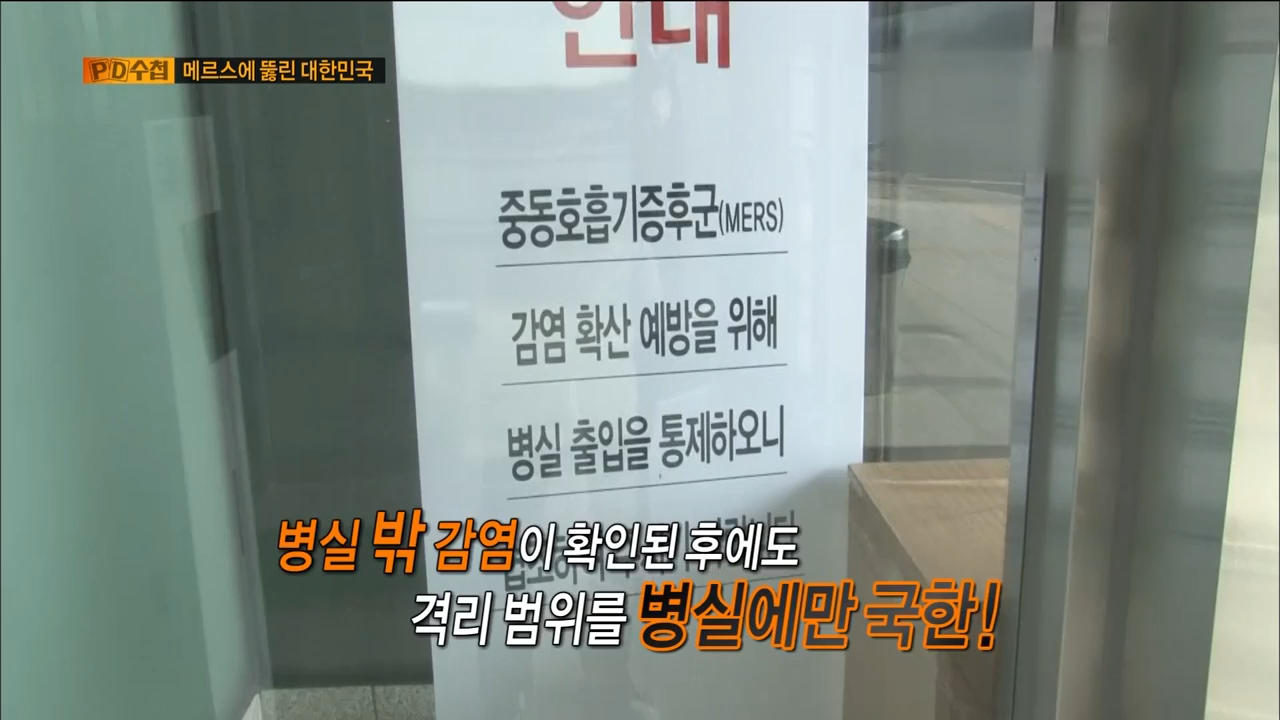 안내
PD수첩 메르스에 뚫린 대한민국
중동호흡기증후군(MERS)
감염 확산 예방을 위해
병실 출입을 통제하오니
병실 밖 감염이 확인된 후에도
격리 범위를 병실에만 국한!